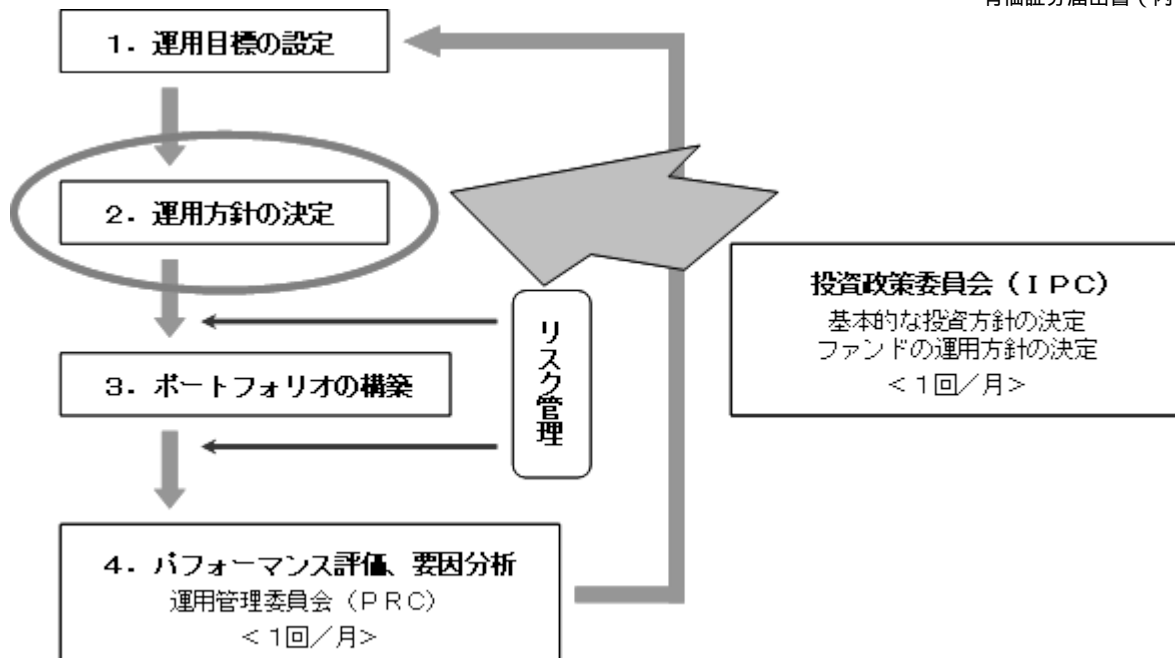 １．運用目標の設定
２．運用方針の決定
リスク管理
投資政策委員会（ＩＰＣ）
基本的な投資方針の決定
ファンドの運用方針の決定
＜１回／月＞
３．ポートフォリオの構築
４．パフォーマンス評価、要因分析
運用管理委員会（ＰＲＣ）
＜１回／月＞